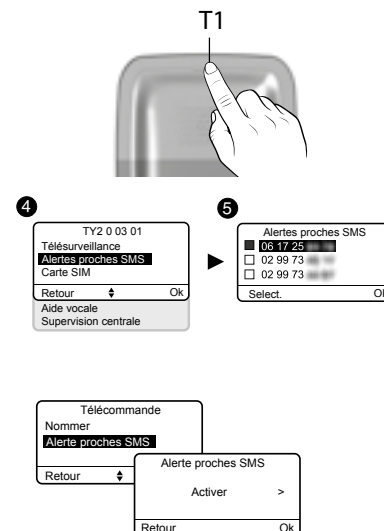 T1
4
TY2 0 03 01
Télésurveillance
Alertes proches SMS
Carte SIM
Retour Ok
Aide vocale
Supervision centrale
5
Alertes proches SMS
06 17 25
02 99 73
02 99 73
Select. Ok
Télécommande
Nommer
Alerte proches SMS
Retour
Alerte proches SMS
Activer >
Retour Ok